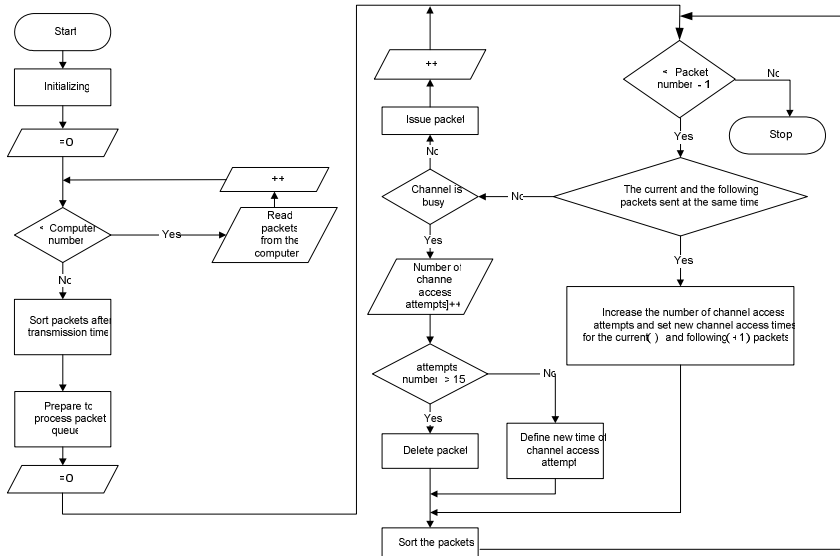 Start
Initializing
=0
++
< Computer
number
Yes
Read
packets
from the
computer
No
Sort packets after
transmission time
Prepare to
process packet
queue
=0
++
Issue packet
No
Channel is
busy
Yes
Number of
channel
access
attempts]++
attempts
number > 15
No
Yes
Delete packet
Define new time of
channel access
attempt
Sort the packets
< Packet
number - 1
No
Stop
Yes
The current and the following
packets sent at the same time
No
Yes
Increase the number of channel access
attempts and set new channel access times
for the current( ) and following( +1) packets